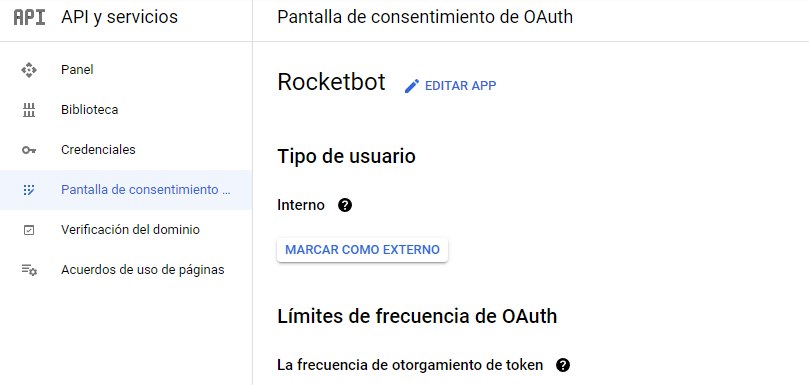 API API y servicios
Pantalla de consentimiento de OAuth
Panel
Biblioteca
Credenciales
Pantalla de consentimiento ...
Verificación del dominio
Acuerdos de uso de páginas
Rocketbot EDITAR APP
Tipo de usuario
Interno ?
MARCAR COMO EXTERNO
Límites de frecuencia de OAuth
La frecuencia de otorgamiento de token ?